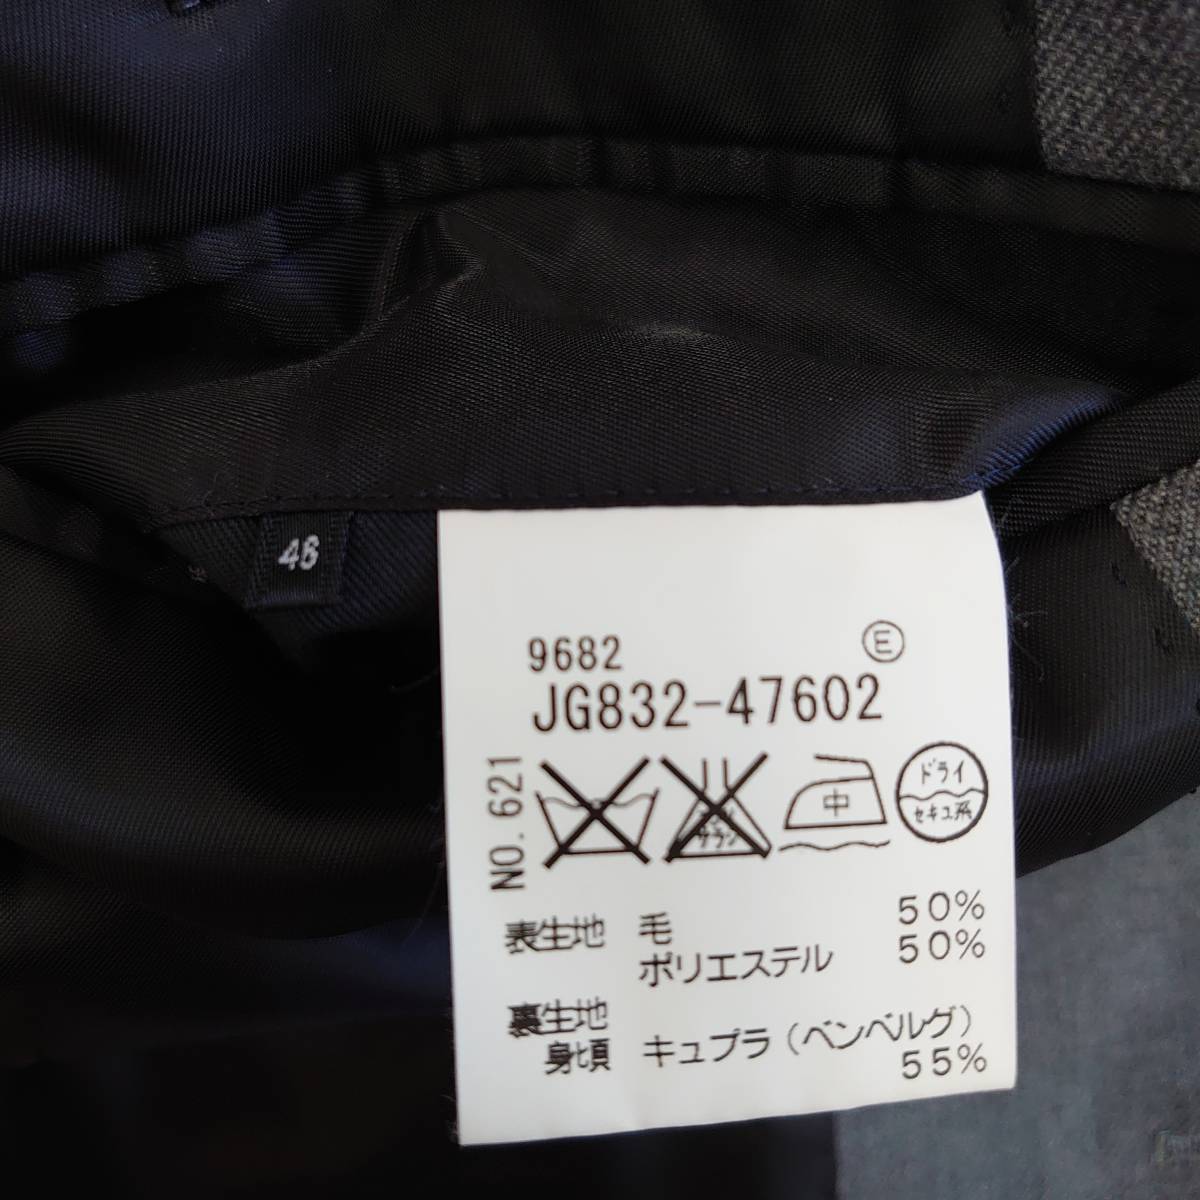 48
9682 Ⓔ
JG832-47602
NO.621
中
ドライ
セキユ系
表生地 毛 50%
ポリエステル 50%
裏生地
身頃 キュプラ(ベンベルグ)
55%